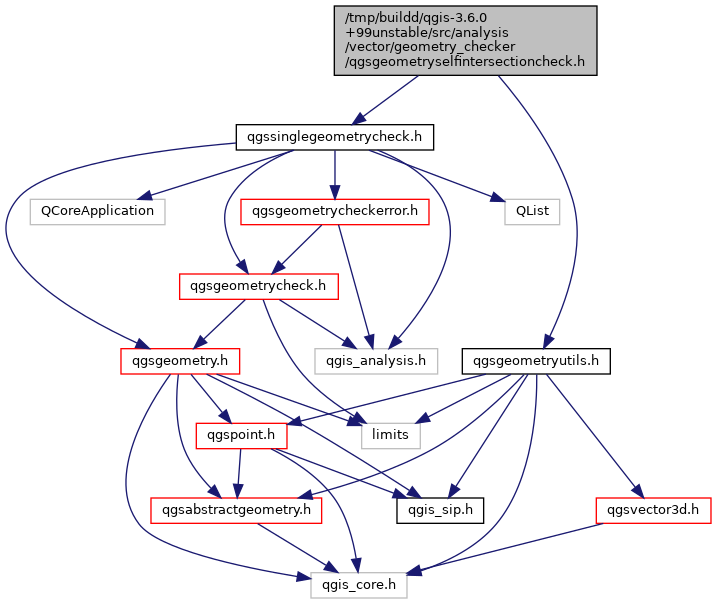 /tmp/buildd/qgis-3.6.0
+99unstable/src/analysis
/vector/geometry_checker
/qgsgeometryselfintersectioncheck.h
qgssinglegeometrycheck.h
QCoreApplication
qgsgeometrycheckerror.h
QList
qgsgeometrycheck.h
qgsgeometry.h
qgis_analysis.h
qgsgeometryutils.h
qgspoint.h
limits
qgsabstractgeometry.h
qgis_sip.h
qgsvector3d.h
qgis_core.h